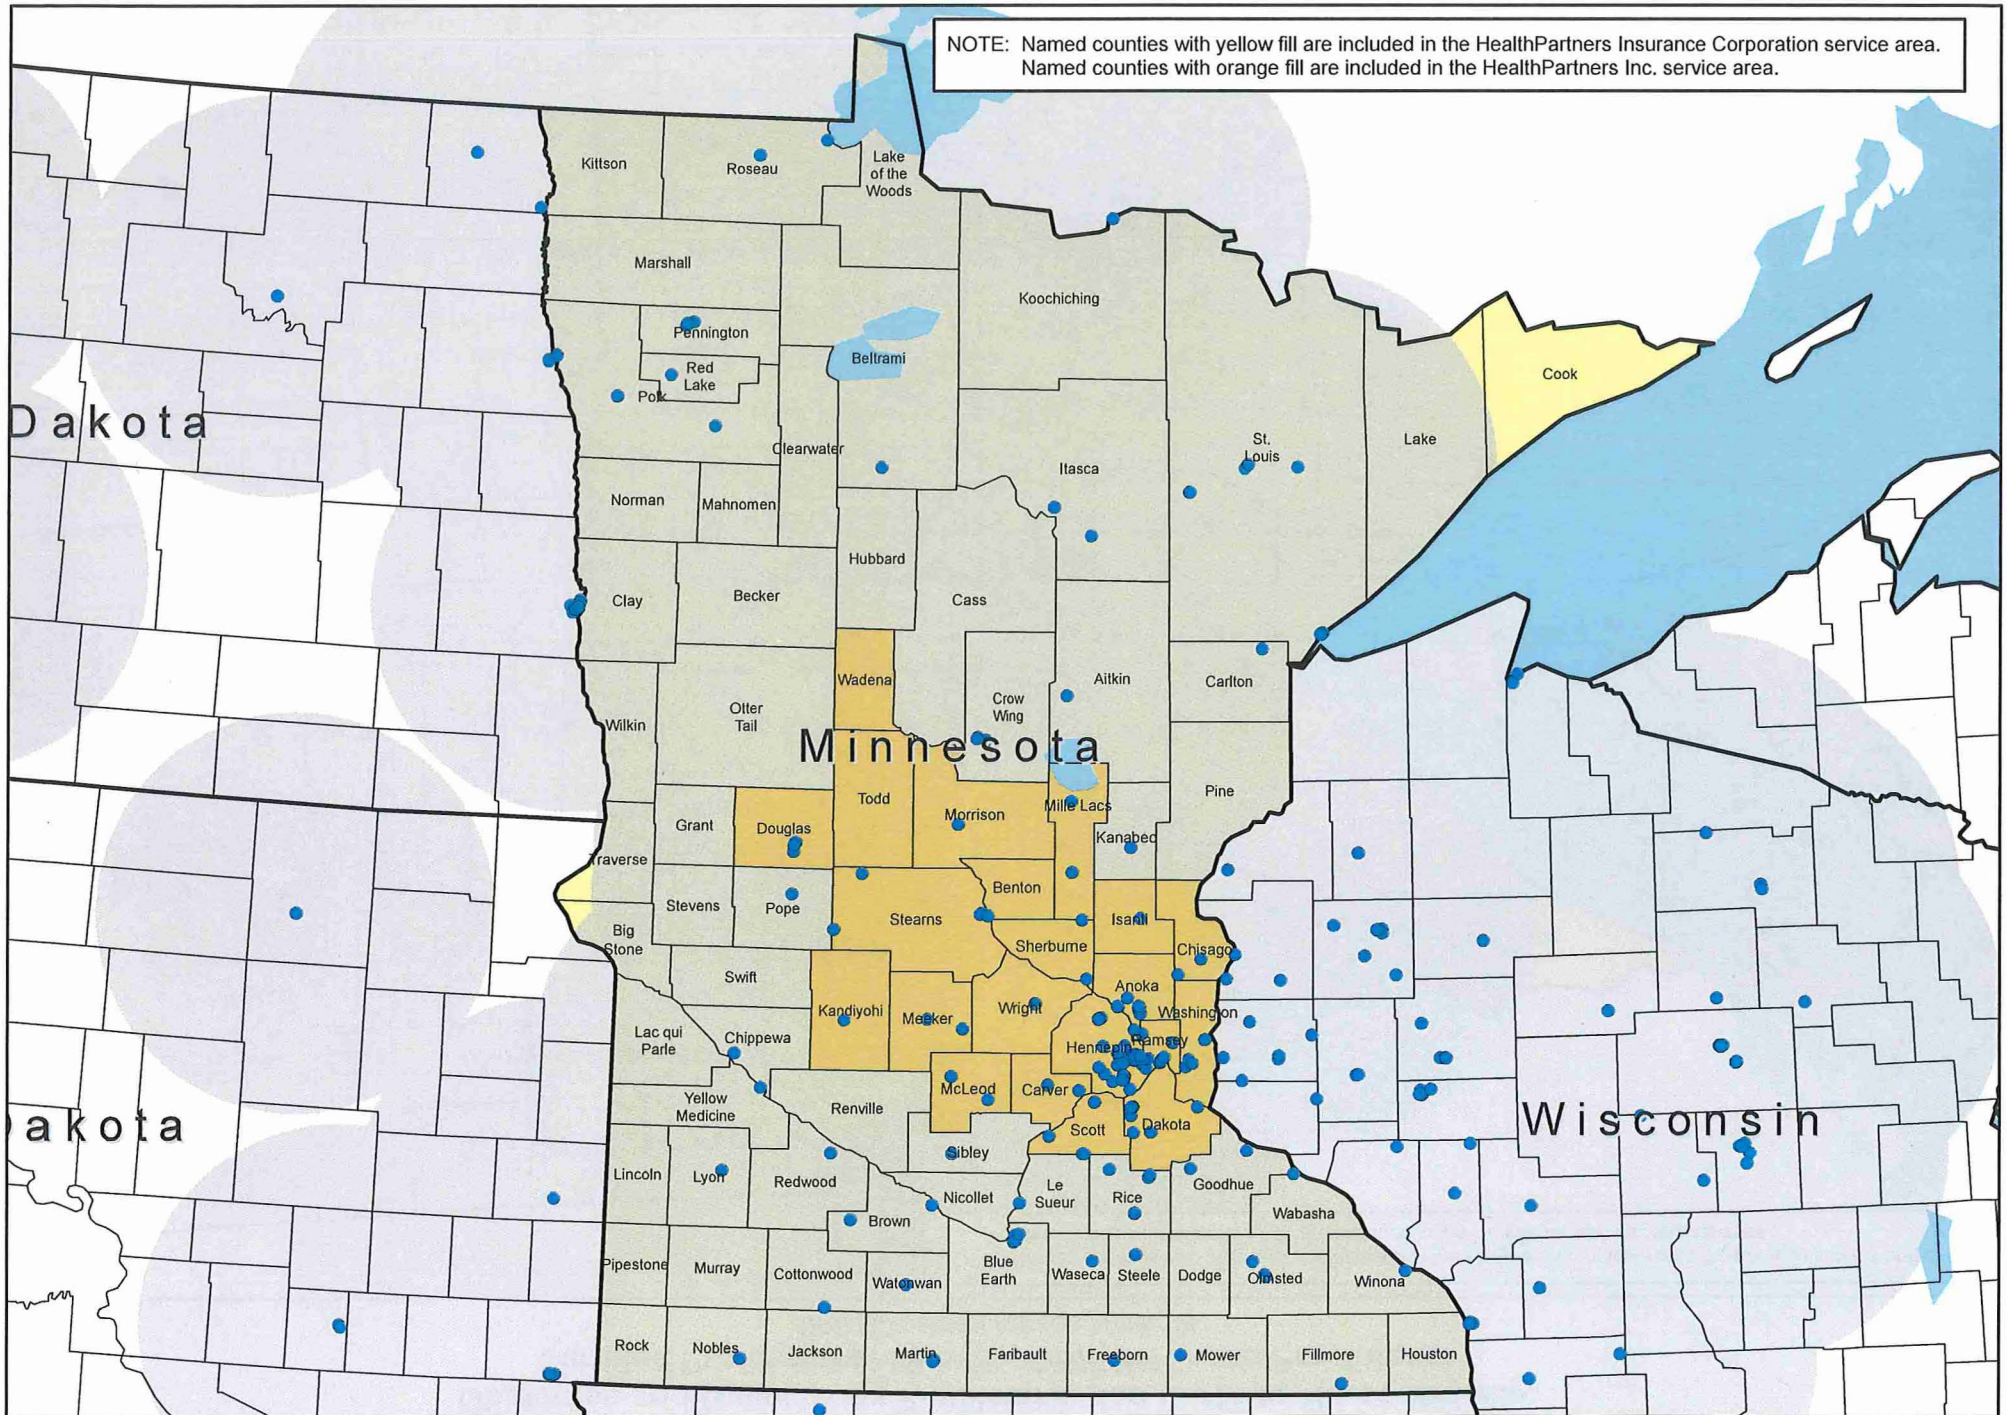 NOTE: Named counties with yellow fill are included in the HealthPartners Insurance Corporation service area.
Named counties with orange fill are included in the HealthPartners Inc. service area.
Kittson
Roseau
Lake
of the
Woods
Marshall
Koochiching
Pennington
Beltrami
Red
Lake
Polk
Cook
Dakota
Clearwater
St.
Louis
Lake
Itasca
Norman
Mahnomen
Hubbard
Clay
Becker
Cass
Wadena
Aitkin
Carlton
Crow
Wing
Otter
Tail
Wilkin
Minnesota
Todd
Pine
Mille Lacs
Morrison
Grant
Douglas
Kanabec
Traverse
Benton
Stevens
Pope
Stearns
Isanti
Big
Stone
Sherburne
Chisago
Swift
Anoka
Kandiyohi
Meeker
Wright
Washington
Lac qui
Parle
Chippewa
Hennepin
Ramsey
McLeod
Carver
Yellow
Medicine
Renville
Dakota
Scott
Dakota
Wisconsin
Sibley
Lincoln
Lyon
Redwood
Nicollet
Le
Sueur
Rice
Goodhue
Brown
Wabasha
Pipestone
Murray
Cottonwood
Watonwan
Blue
Earth
Waseca
Steele
Dodge
Olmsted
Winona
Rock
Nobles
Jackson
Martin
Faribault
Freeborn
Mower
Fillmore
Houston